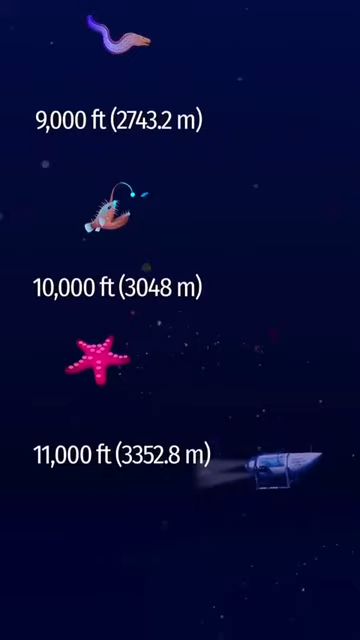 9,000 ft (2743.2 m)
10,000 ft (3048 m)
11,000 ft (3352.8 m)